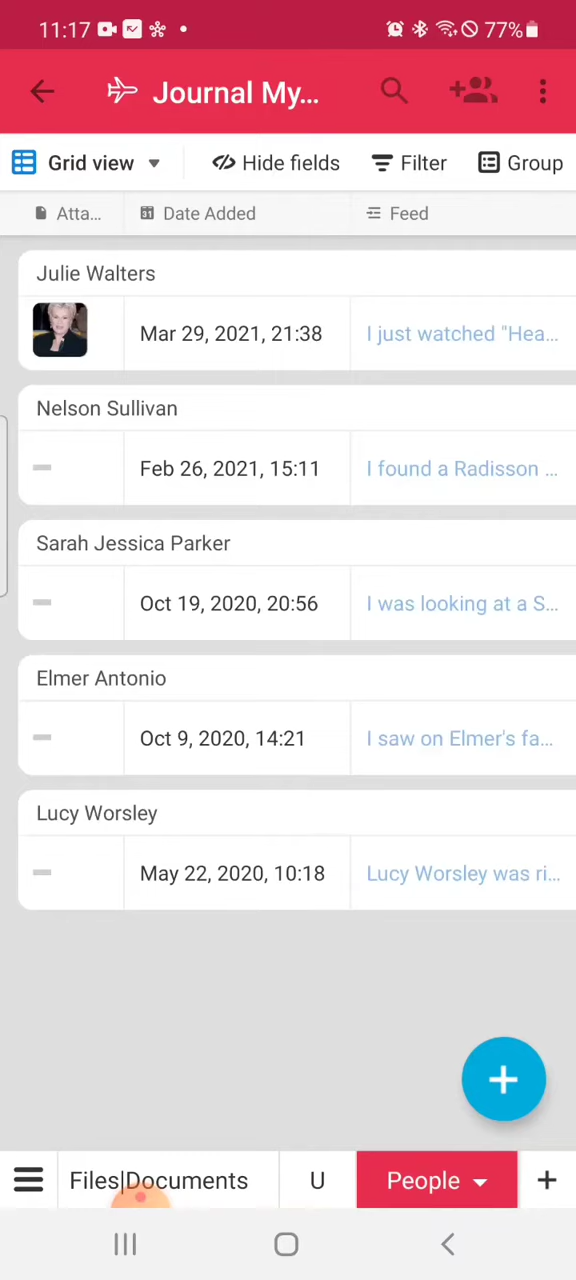 11:17 77%
Journal My...
Grid view Hide fields Filter Group
Atta... Date Added Feed
Julie Walters
Mar 29, 2021, 21:38 I just watched "Hea...
Nelson Sullivan
Feb 26, 2021, 15:11 I found a Radisson ...
Sarah Jessica Parker
Oct 19, 2020, 20:56 I was looking at a S...
Elmer Antonio
Oct 9, 2020, 14:21 I saw on Elmer's fa...
Lucy Worsley
May 22, 2020, 10:18 Lucy Worsley was ri...
Files|Documents U People +